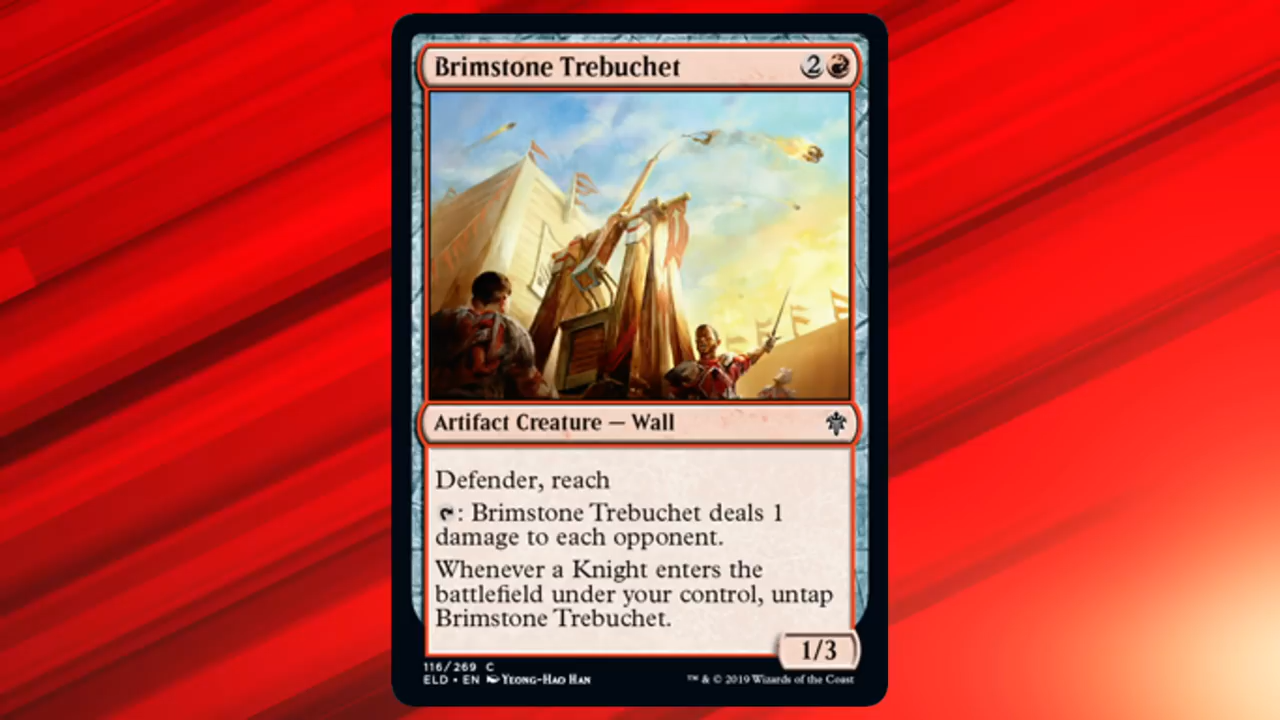 Brimstone Trebuchet 2
Artifact Creature — Wall
Defender, reach
: Brimstone Trebuchet deals 1
damage to each opponent.
Whenever a Knight enters the
battlefield under your control, untap
Brimstone Trebuchet.
1/3
116/269 C
ELD • EN Yeong-Hao Han
™ & © 2019 Wizards of the Coast